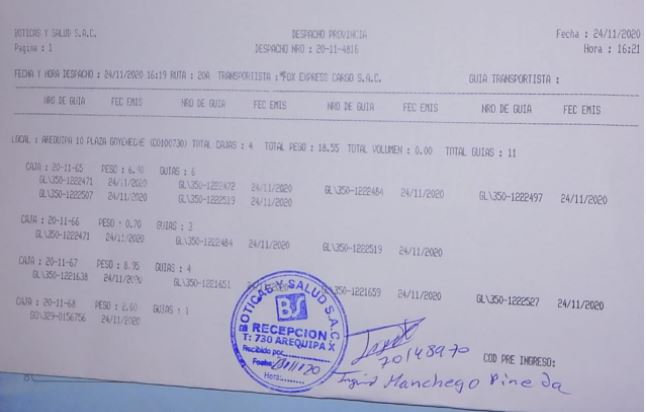 BOTICAS Y SALUD S.A.C. DESPACHO PROVINCIA Fecha : 24/11/2020
Pagina : 1 DESPACHO NRO : 20-11-4816 Hora : 16:21
FECHA Y HORA DESPACHO : 24/11/2020 16:19 RUTA : 20A TRANSPORTISTA : FOX EXPRESS CARGO S.A.C. GUIA TRANSPORTISTA :
NRO DE GUIA FEC EMIS NRO DE GUIA FEC EMIS NRO DE GUIA FEC EMIS NRO DE GUIA FEC EMIS
LOCAL : AREQUIPA 10 PLAZA GOYENECHE (C0100730) TOTAL CAJAS : 4 TOTAL PESO : 18.55 TOTAL VOLUMEN : 0.00 TOTAL GUIAS : 11
CAJA : 20-11-65 PESO : GUIAS : 6
GL\350-1222471 24/11/2020 GL\350-1222472 24/11/2020 GL\350-1222484 24/11/2020 GL\350-1222497 24/11/2020
GL\350-1222507 24/11/2020 GL\350-1222519 24/11/2020
CAJA : 20-11-66 PESO : 0.70 GUIAS : 3
GL\350-1222471 24/11/2020 GL\350-1222484 24/11/2020 GL\350-1222519 24/11/2020
CAJA : 20-11-67 PESO : 8.95 GUIAS : 4
GL\350-1221638 24/11/2020 GL\350-1221651 GL\350-1221659 24/11/2020 GL\350-1222527 24/11/2020
CAJA : 20-11-68 PESO : 2.60 GUIAS : 1
GO\329-0156756 24/11/2020
BOTICAS Y SALUD S.A.C.
BS
RECEPCION
T: 730 AREQUIPA X
Recibido por
Fecha:
Hora:
70148970 COD PRE INGRESO:
Ingrid Manchego Pineda